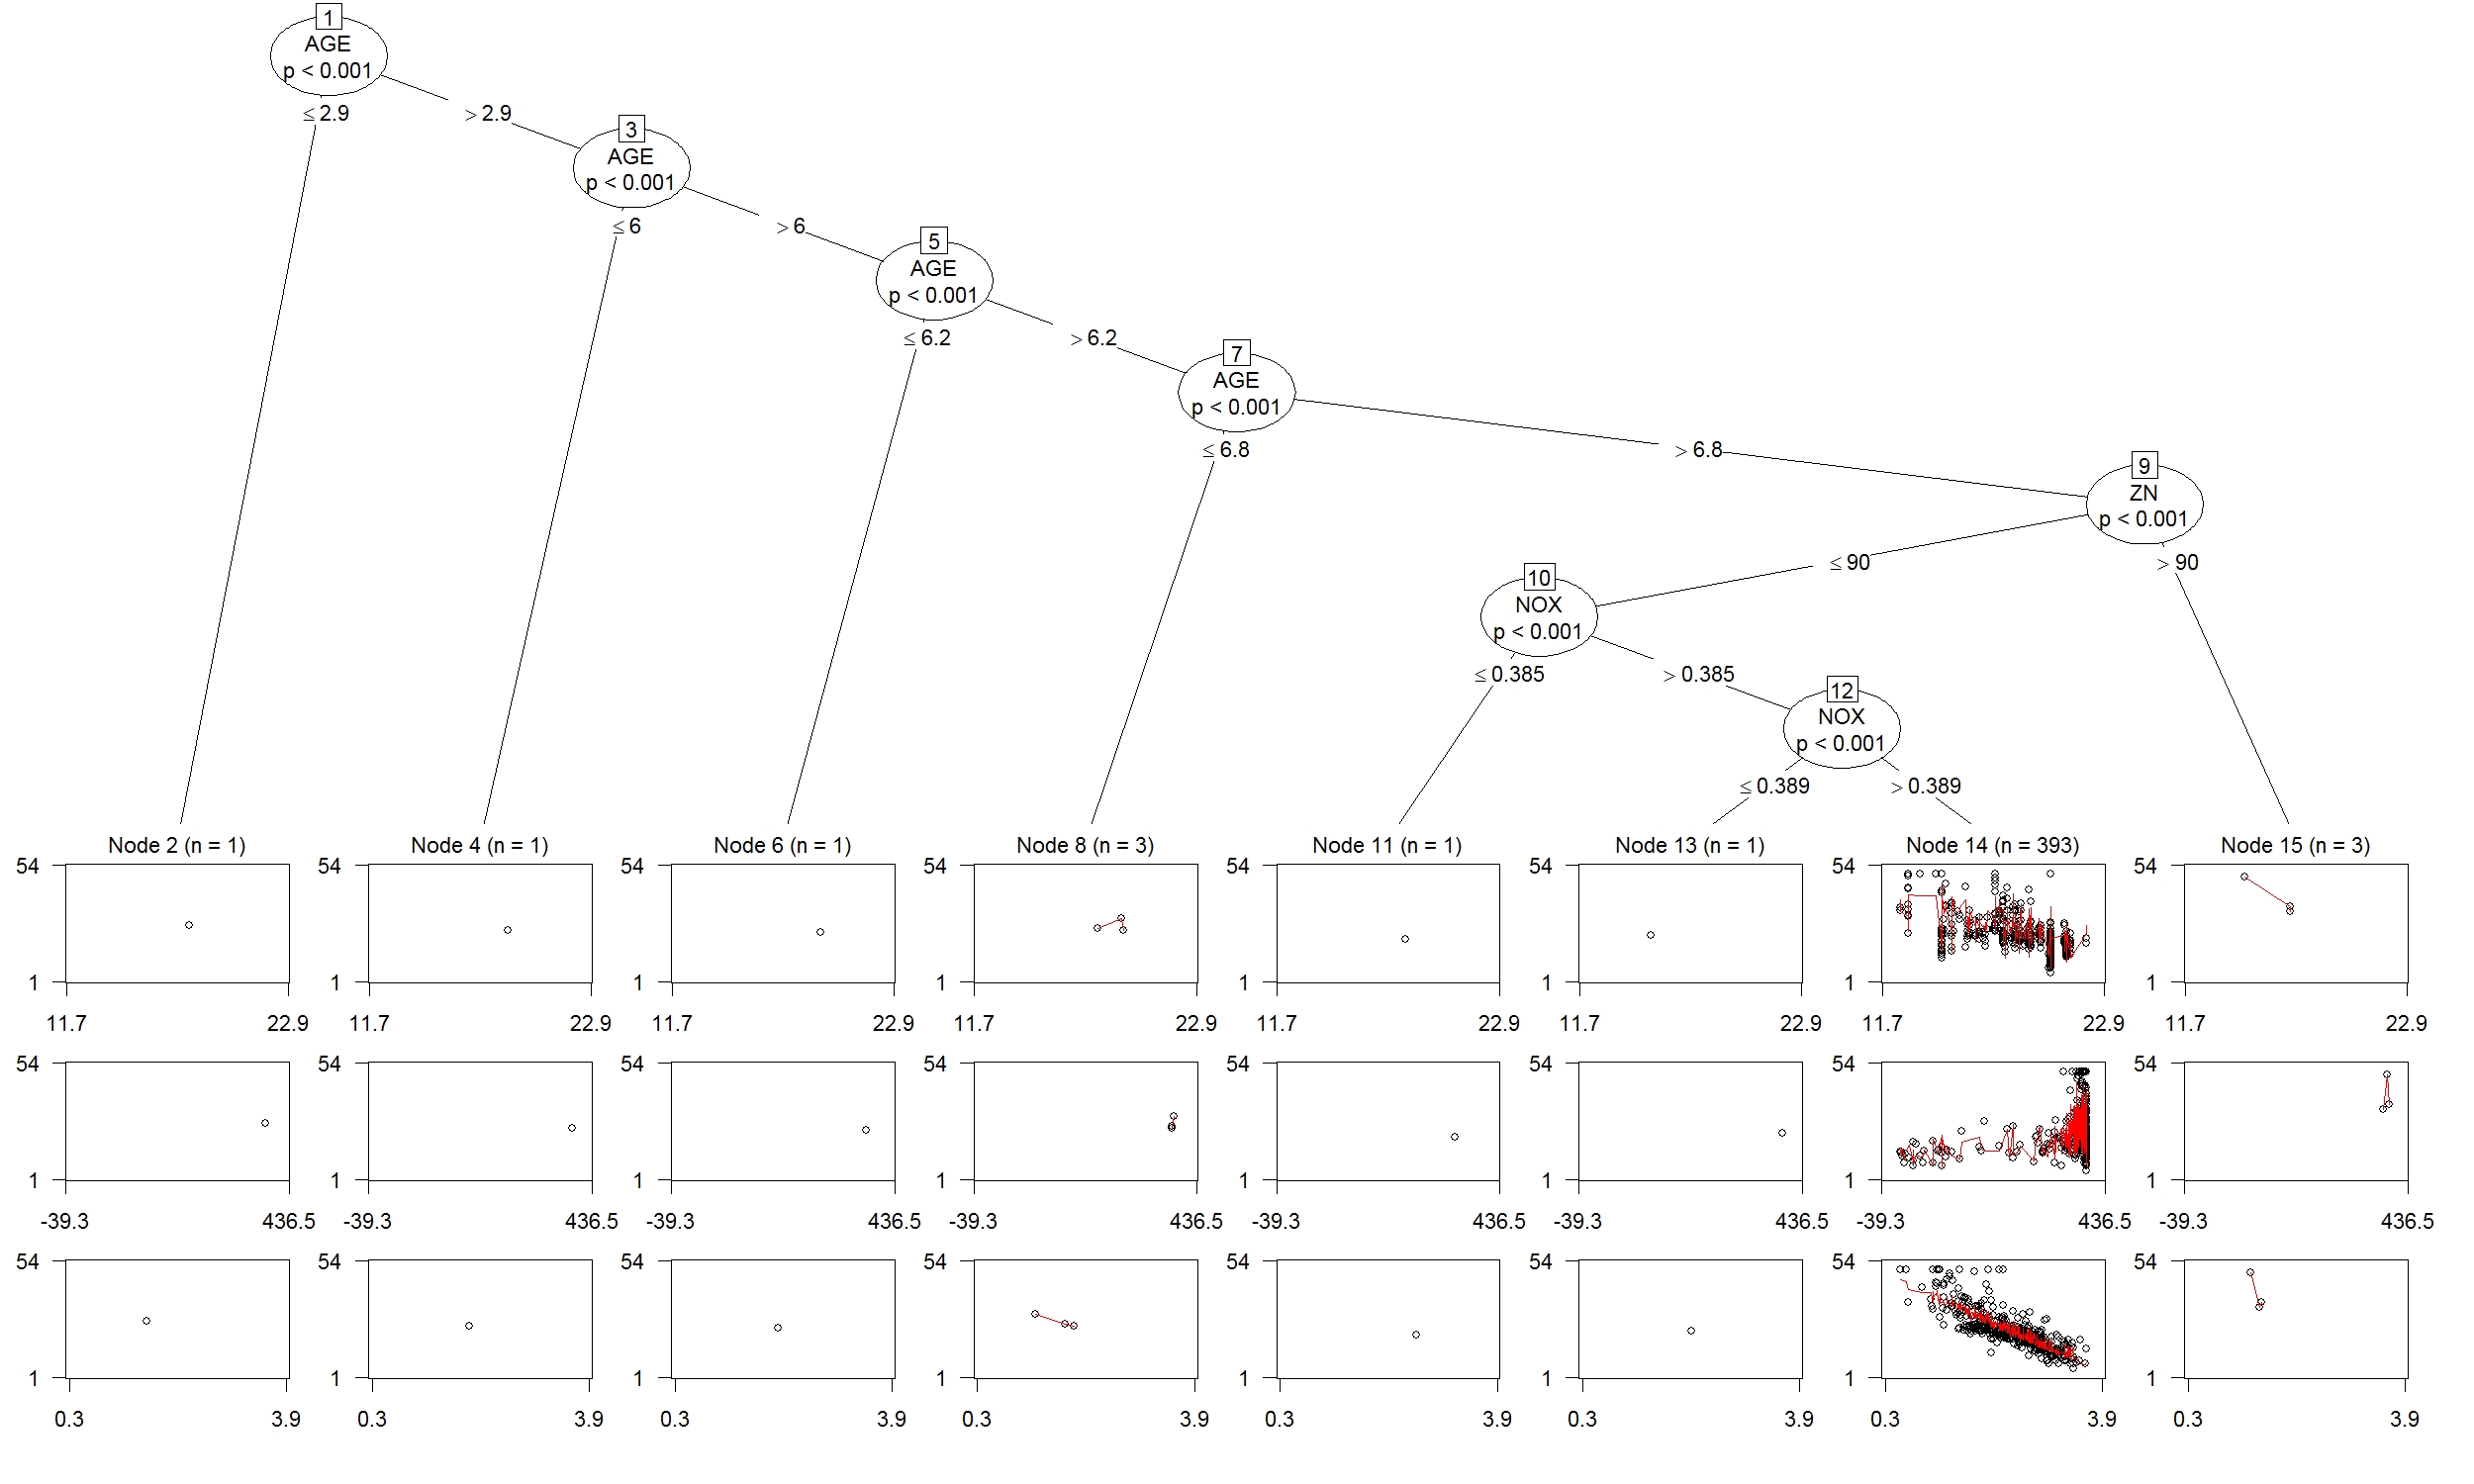 1
AGE
p < 0.001
≤ 2.9
> 2.9
3
AGE
p < 0.001
≤ 6
> 6
5
AGE
p < 0.001
≤ 6.2
> 6.2
7
AGE
p < 0.001
≤ 6.8
> 6.8
9
ZN
p < 0.001
≤ 90
> 90
10
NOX
p < 0.001
≤ 0.385
> 0.385
12
NOX
p < 0.001
≤ 0.389
> 0.389
Node 2 (n = 1) Node 4 (n = 1) Node 6 (n = 1) Node 8 (n = 3) Node 11 (n = 1) Node 13 (n = 1) Node 14 (n = 393) Node 15 (n = 3)
54 54 54 54 54 54 54 54
1 1 1 1 1 1 1 1
11.7 22.9 11.7 22.9 11.7 22.9 11.7 22.9 11.7 22.9 11.7 22.9 11.7 22.9 11.7 22.9
54 54 54 54 54 54 54 54
1 1 1 1 1 1 1 1
-39.3 436.5 -39.3 436.5 -39.3 436.5 -39.3 436.5 -39.3 436.5 -39.3 436.5 -39.3 436.5 -39.3 436.5
54 54 54 54 54 54 54 54
1 1 1 1 1 1 1 1
0.3 3.9 0.3 3.9 0.3 3.9 0.3 3.9 0.3 3.9 0.3 3.9 0.3 3.9 0.3 3.9